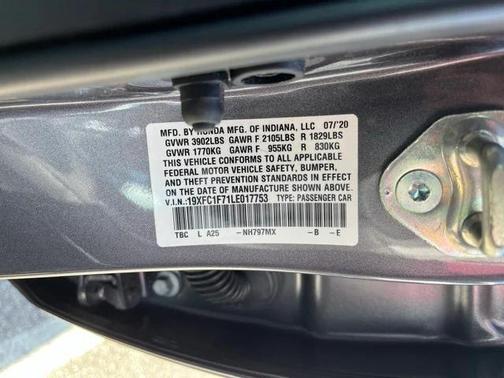 MFD. BY HONDA MFG. OF INDIANA, LLC 07/'20
GVWR 3902LBS GAWR F 2105LBS R 1829LBS
GVWR 1770KG GAWR F 955KG R 830KG
THIS VEHICLE CONFORMS TO ALL APPLICABLE
FEDERAL MOTOR VEHICLE SAFETY, BUMPER,
AND THEFT PREVENTION STANDARDS IN EFFECT
ON THE DATE OF MANUFACTURE SHOWN ABOVE.
V.I.N.:19XFC1F71LE017753 TYPE: PASSENGER CAR
TBC L A25 -NH797MX -B -E